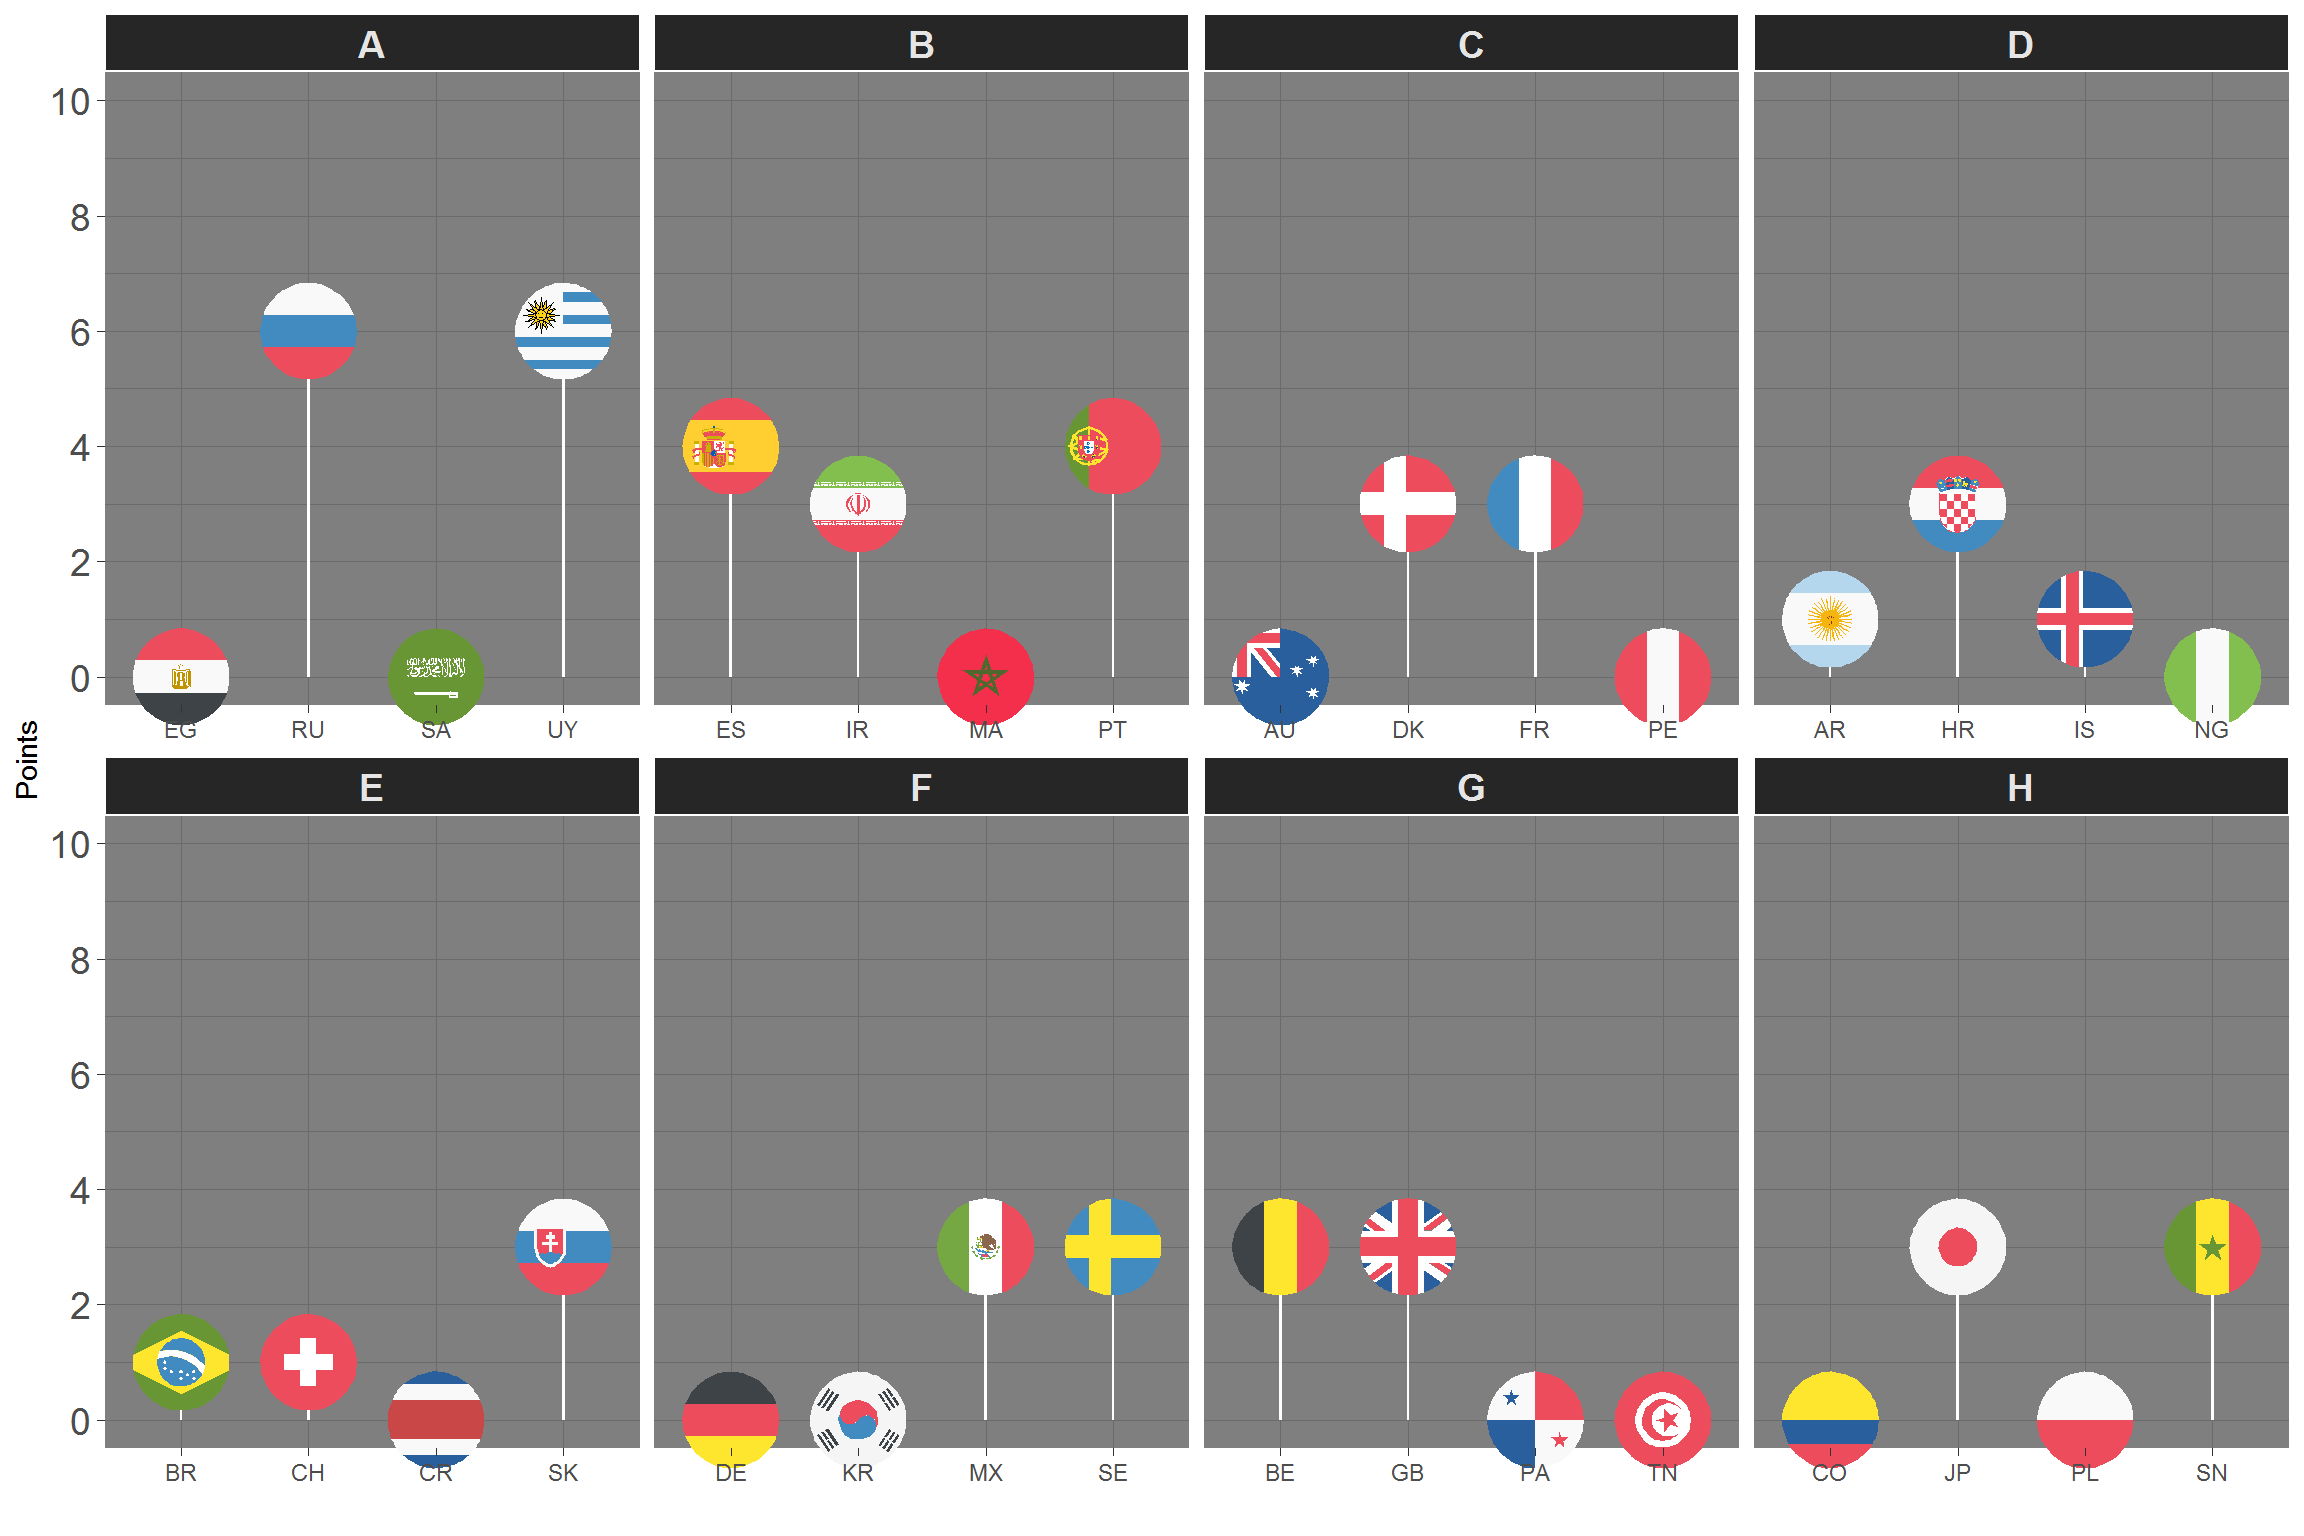 A B C D
10
8
6
4
2
0
EG RU SA UY ES IR MA PT AU DK FR PE AR HR IS NG
Points
E F G H
10
8
6
4
2
0
BR CH CR SK DE KR MX SE BE GB PA TN CO JP PL SN